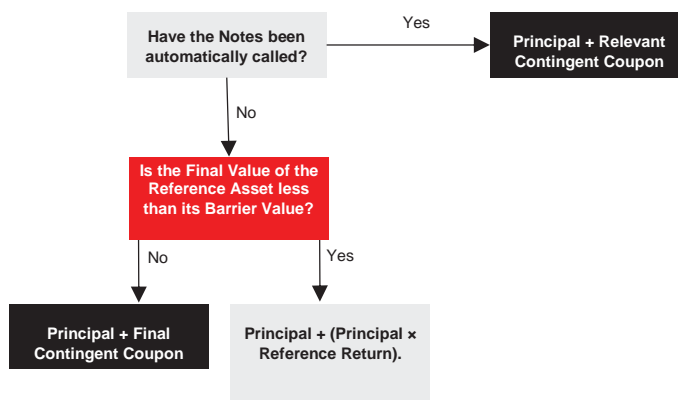 Have the Notes been
automatically called?
Yes
Principal + Relevant
Contingent Coupon
No
Is the Final Value of the
Reference Asset less
than its Barrier Value?
No
Yes
Principal + Final
Contingent Coupon
Principal + (Principal ×
Reference Return).